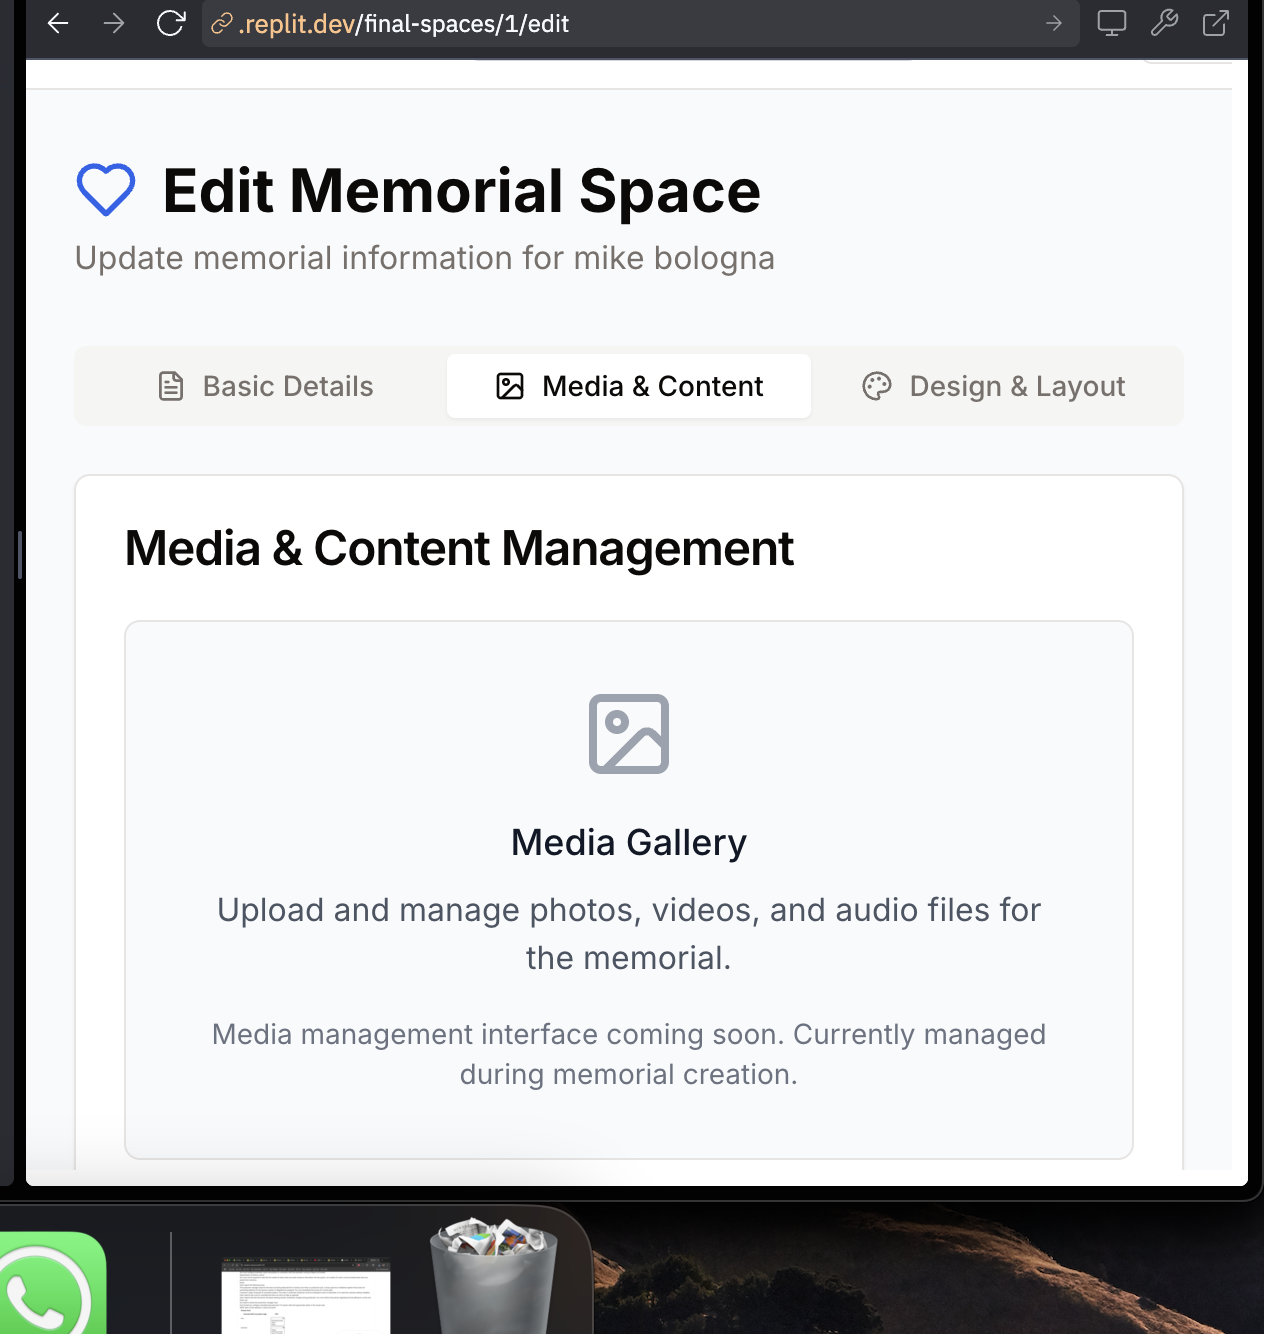 .replit.dev/final-spaces/1/edit
Edit Memorial Space
Update memorial information for mike bologna
Basic Details
Media & Content
Design & Layout
Media & Content Management
Media Gallery
Upload and manage photos, videos, and audio files for
the memorial.
Media management interface coming soon. Currently managed
during memorial creation.